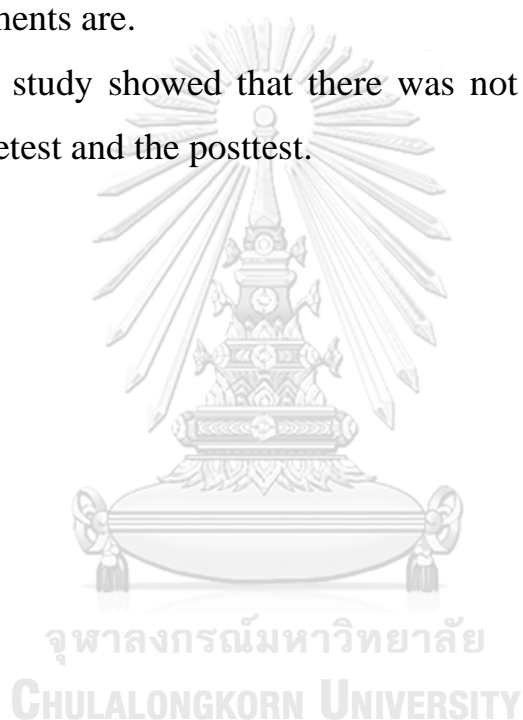 nents are.
study showed that there was not
etest and the posttest.
จุฬาลงกรณ์มหาวิทยาลัย
CHULALONGKORN UNIVERSITY